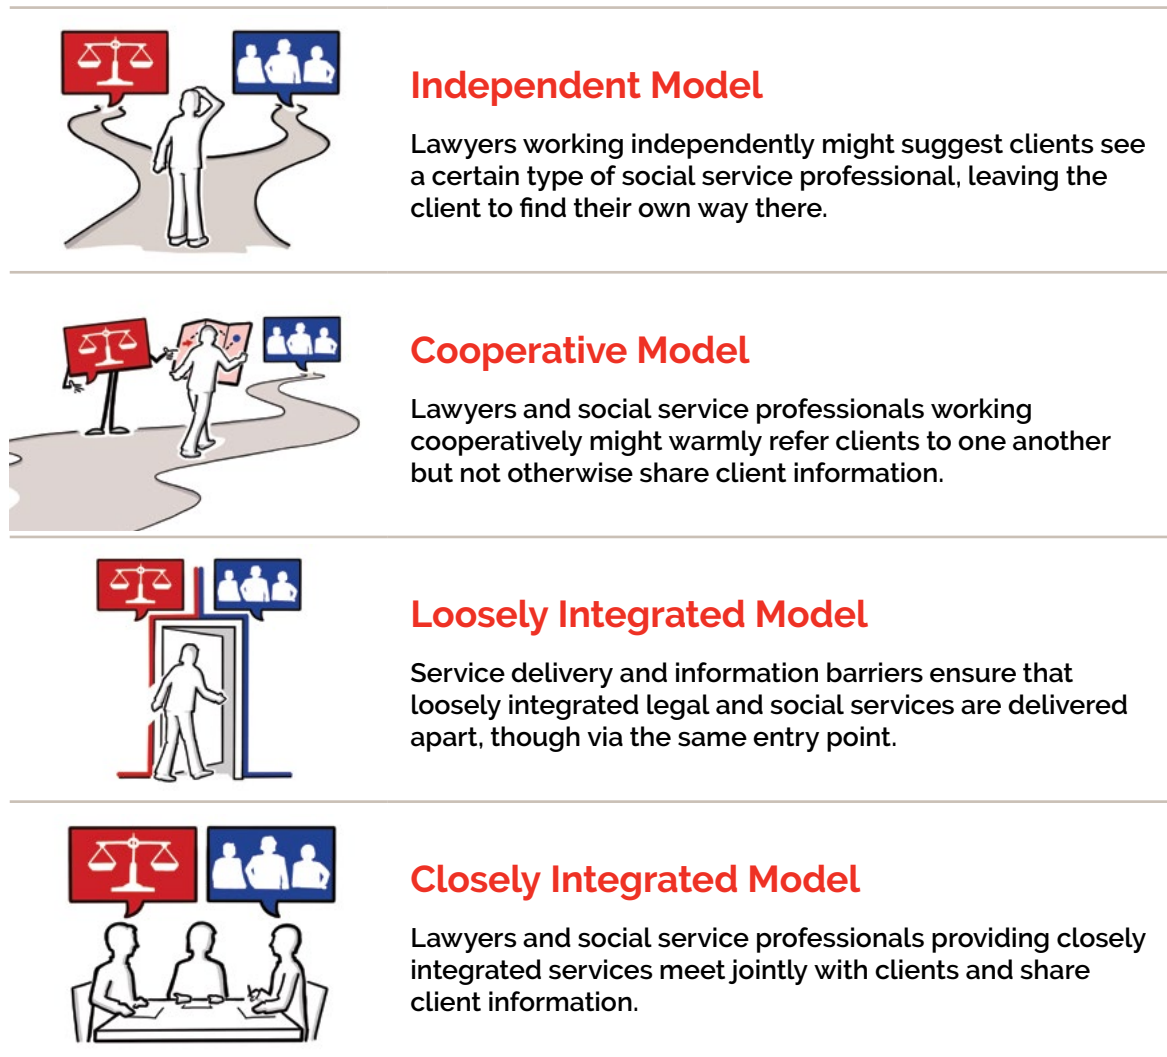 Independent Model
Lawyers working independently might suggest clients see
a certain type of social service professional, leaving the
client to find their own way there.
Cooperative Model
Lawyers and social service professionals working
cooperatively might warmly refer clients to one another
but not otherwise share client information.
Loosely Integrated Model
Service delivery and information barriers ensure that
loosely integrated legal and social services are delivered
apart, though via the same entry point.
Closely Integrated Model
Lawyers and social service professionals providing closely
integrated services meet jointly with clients and share
client information.